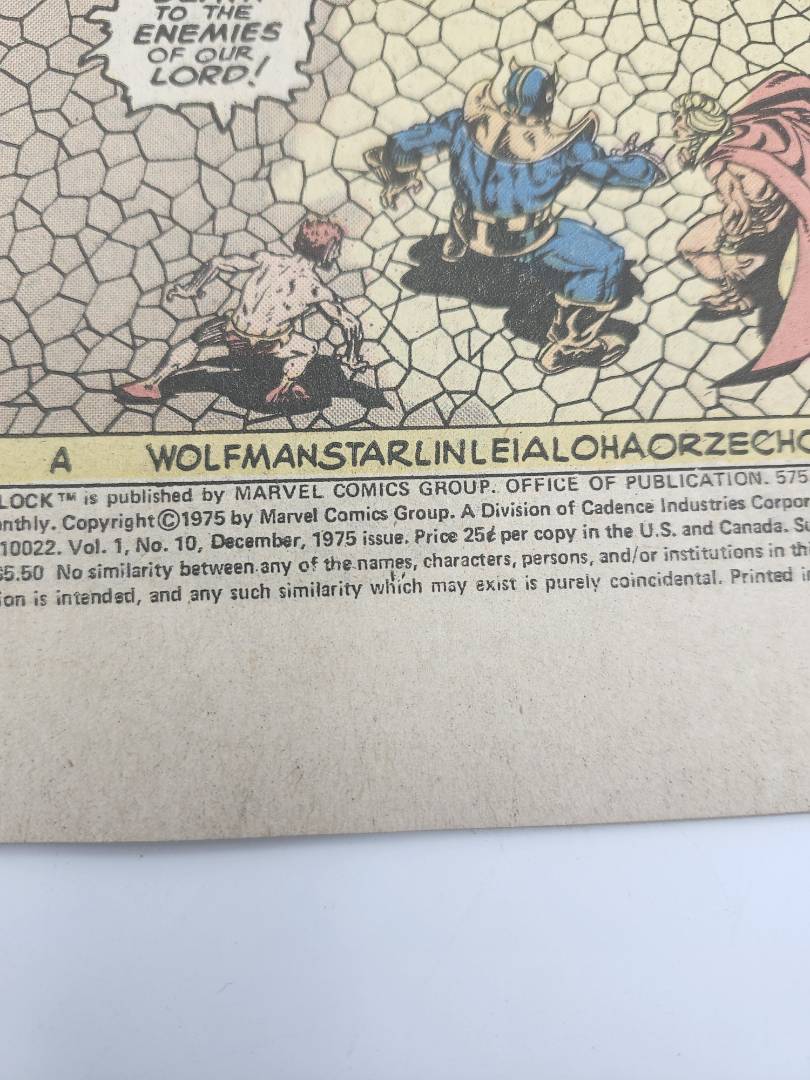 TO THE
ENEMIES
OF OUR
LORD!
A WOLFMANSTARLINLEIALOHAORZECHO
LOCK™ is published by MARVEL COMICS GROUP. OFFICE OF PUBLICATION. 575
nthly. Copyright ©1975 by Marvel Comics Group. A Division of Cadence Industries Corpor
10022. Vol. 1, No. 10, December, 1975 issue. Price 25¢ per copy in the U.S. and Canada. Su
$5.50 No similarity between any of the names, characters, persons, and/or institutions in thi
ion is intended, and any such similarity which may exist is purely coincidental. Printed in